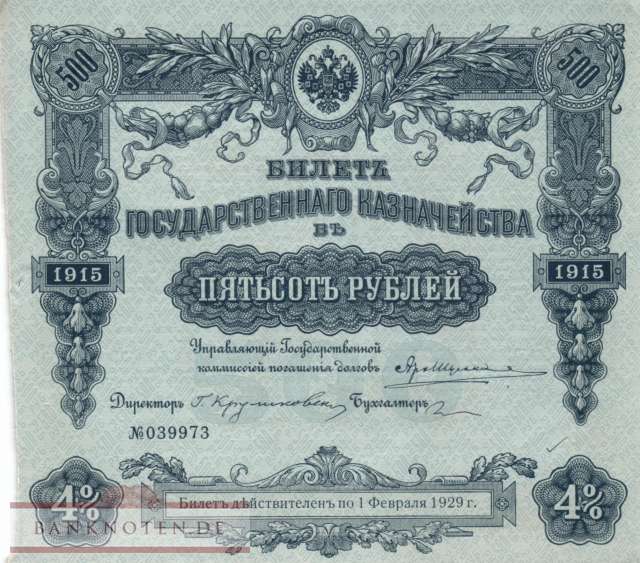 500 500
БИЛЕТЪ
ГОСУДАРСТВЕННАГО КАЗНАЧЕЙСТВА
ВЪ
1915 ПЯТЬСОТЪ РУБЛЕЙ 1915
Управляющій Государственной
коммиссіей погашенія долговъ
Директоръ Бухгалтеръ
№039973
4% Билетъ дѣйствителенъ по 1 Февраля 1929 г. 4%
BANKNOTEN.DE